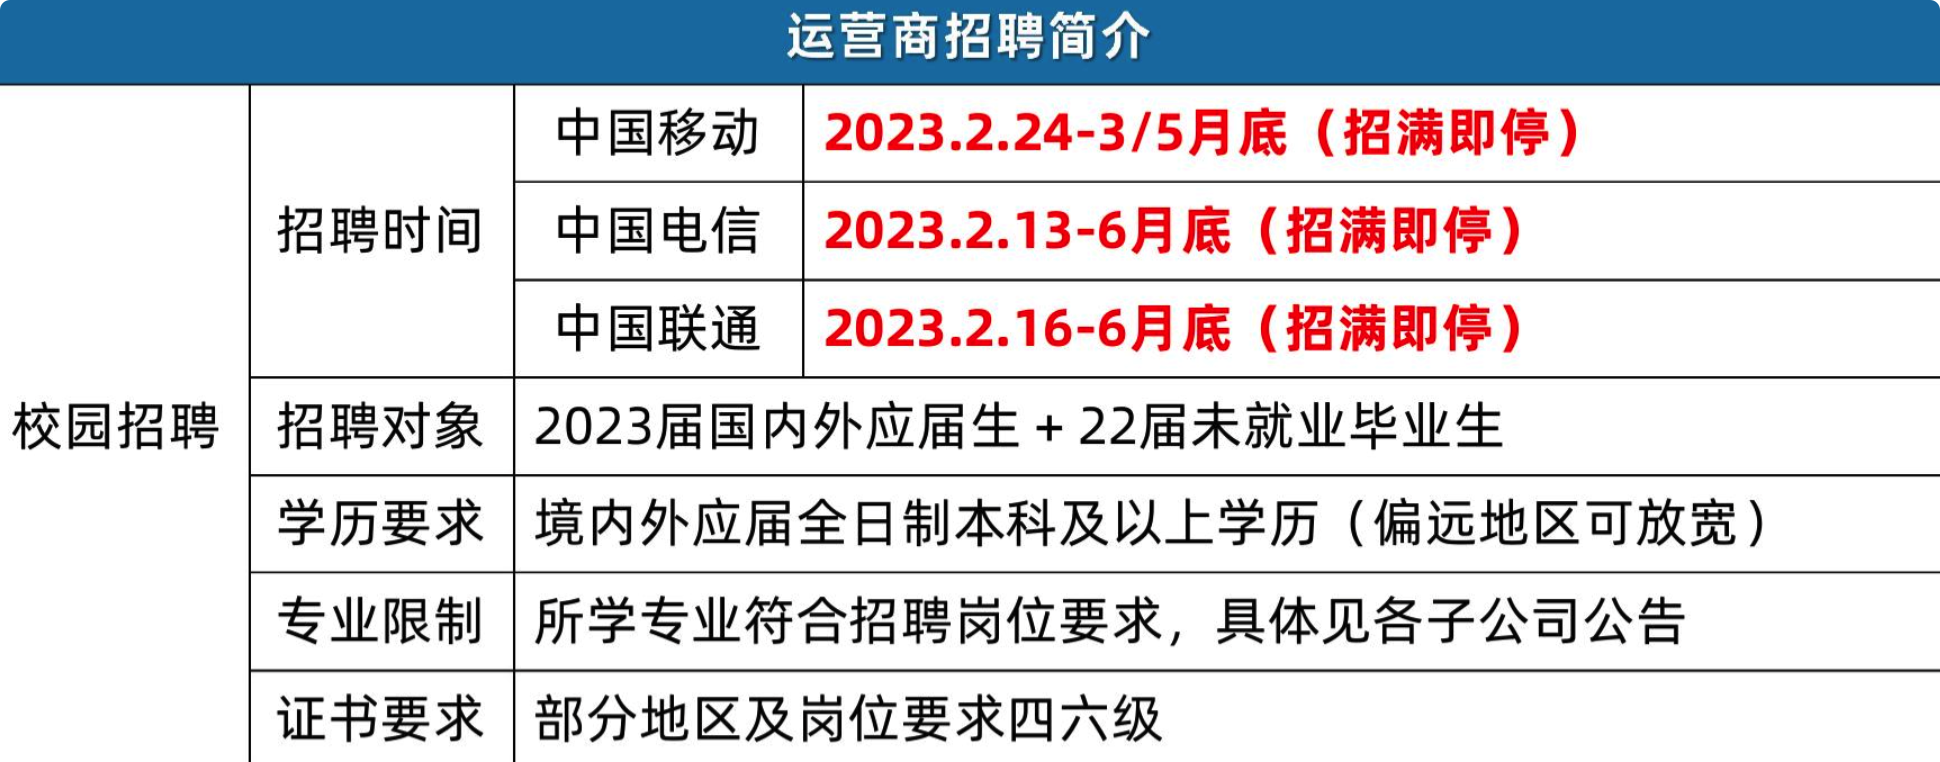 运营商招聘简介
校园招聘
招聘时间
中国移动
2023.2.24-3/5月底（招满即停）
中国电信
2023.2.13-6月底（招满即停）
中国联通
2023.2.16-6月底（招满即停）
招聘对象
2023届国内外应届生 + 22届未就业毕业生
学历要求
境内外应届全日制本科及以上学历（偏远地区可放宽）
专业限制
所学专业符合招聘岗位要求，具体见各子公司公告
证书要求
部分地区及岗位要求四六级